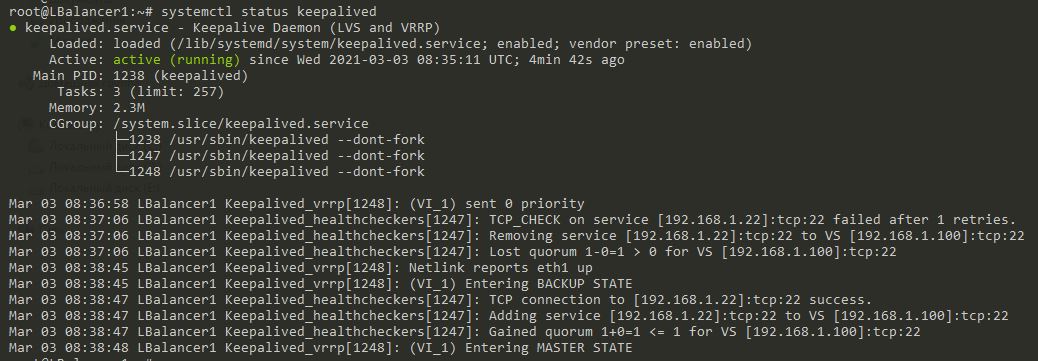 root@LBalancer1:~# systemctl status keepalived
● keepalived.service - Keepalive Daemon (LVS and VRRP)
Loaded: loaded (/lib/systemd/system/keepalived.service; enabled; vendor preset: enabled)
Active: active (running) since Wed 2021-03-03 08:35:11 UTC; 4min 42s ago
Main PID: 1238 (keepalived)
Tasks: 3 (limit: 257)
Memory: 2.3M
CGroup: /system.slice/keepalived.service
├─1238 /usr/sbin/keepalived --dont-fork
├─1247 /usr/sbin/keepalived --dont-fork
└─1248 /usr/sbin/keepalived --dont-fork
Mar 03 08:36:58 LBalancer1 Keepalived_vrrp[1248]: (VI_1) sent 0 priority
Mar 03 08:37:06 LBalancer1 Keepalived_healthcheckers[1247]: TCP_CHECK on service [192.168.1.22]:tcp:22 failed after 1 retries.
Mar 03 08:37:06 LBalancer1 Keepalived_healthcheckers[1247]: Removing service [192.168.1.22]:tcp:22 to VS [192.168.1.100]:tcp:22
Mar 03 08:37:06 LBalancer1 Keepalived_healthcheckers[1247]: Lost quorum 1-0=1 > 0 for VS [192.168.1.100]:tcp:22
Mar 03 08:38:45 LBalancer1 Keepalived_vrrp[1248]: Netlink reports eth1 up
Mar 03 08:38:45 LBalancer1 Keepalived_vrrp[1248]: (VI_1) Entering BACKUP STATE
Mar 03 08:38:47 LBalancer1 Keepalived_healthcheckers[1247]: TCP connection to [192.168.1.22]:tcp:22 success.
Mar 03 08:38:47 LBalancer1 Keepalived_healthcheckers[1247]: Adding service [192.168.1.22]:tcp:22 to VS [192.168.1.100]:tcp:22
Mar 03 08:38:47 LBalancer1 Keepalived_healthcheckers[1247]: Gained quorum 1+0=1 <= 1 for VS [192.168.1.100]:tcp:22
Mar 03 08:38:48 LBalancer1 Keepalived_vrrp[1248]: (VI_1) Entering MASTER STATE